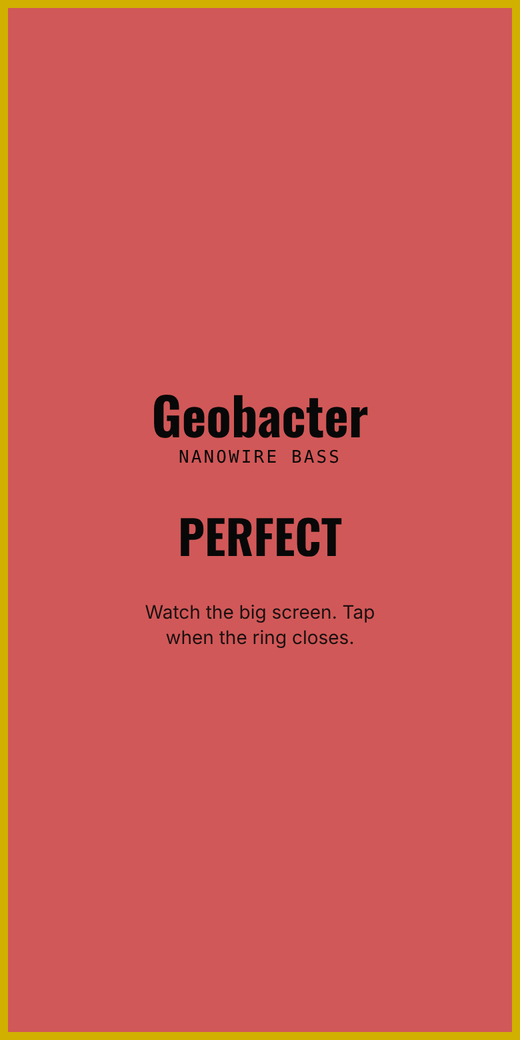 Geobacter
NANOWIRE BASS
PERFECT
Watch the big screen. Tap
when the ring closes.